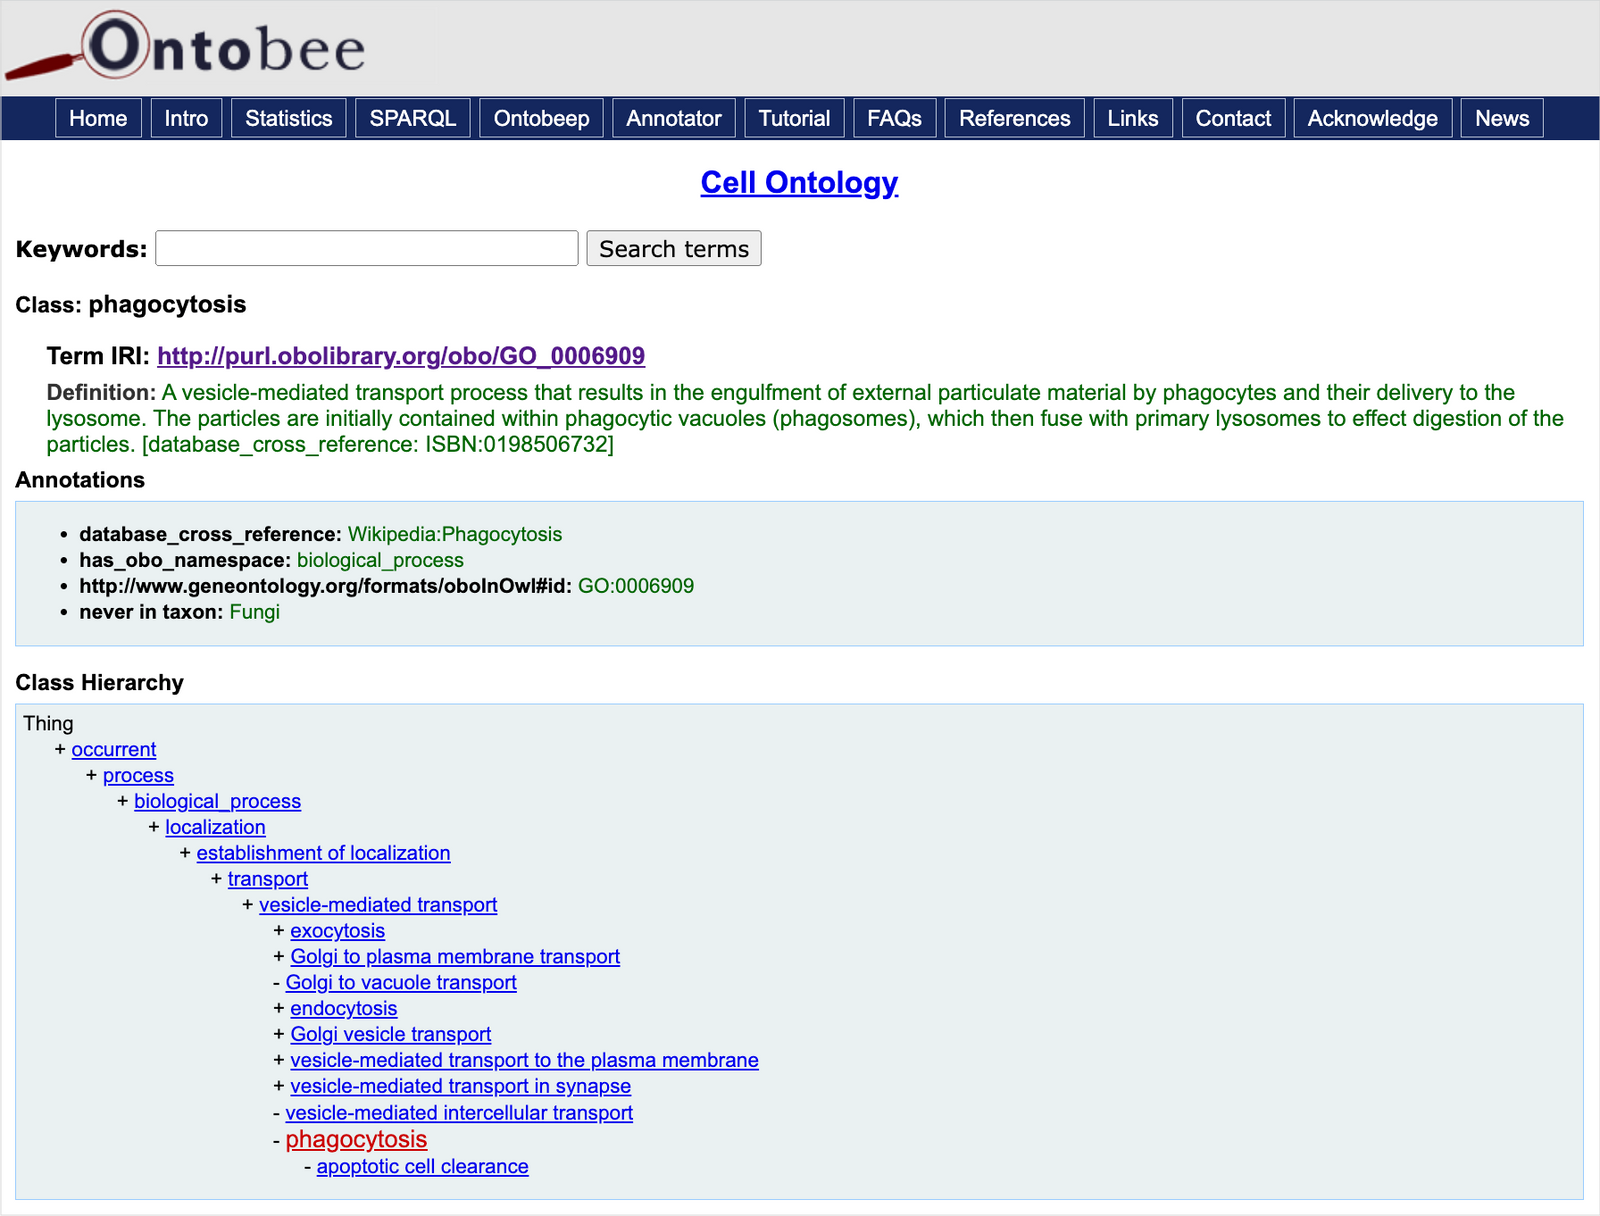 Ontobee
Home Intro Statistics SPARQL Ontobeep Annotator Tutorial FAQs References Links Contact Acknowledge News
Cell Ontology
Keywords: Search terms
Class: phagocytosis
Term IRI: http://purl.obolibrary.org/obo/GO_0006909
Definition: A vesicle-mediated transport process that results in the engulfment of external particulate material by phagocytes and their delivery to the
lysosome. The particles are initially contained within phagocytic vacuoles (phagosomes), which then fuse with primary lysosomes to effect digestion of the
particles. [database_cross_reference: ISBN:0198506732]
Annotations
• database_cross_reference: Wikipedia:Phagocytosis
• has_obo_namespace: biological_process
• http://www.geneontology.org/formats/oboInOwl#id: GO:0006909
• never in taxon: Fungi
Class Hierarchy
Thing
+ occurrent
+ process
+ biological_process
+ localization
+ establishment of localization
+ transport
+ vesicle-mediated transport
+ exocytosis
+ Golgi to plasma membrane transport
- Golgi to vacuole transport
+ endocytosis
+ Golgi vesicle transport
+ vesicle-mediated transport to the plasma membrane
+ vesicle-mediated transport in synapse
- vesicle-mediated intercellular transport
- phagocytosis
- apoptotic cell clearance